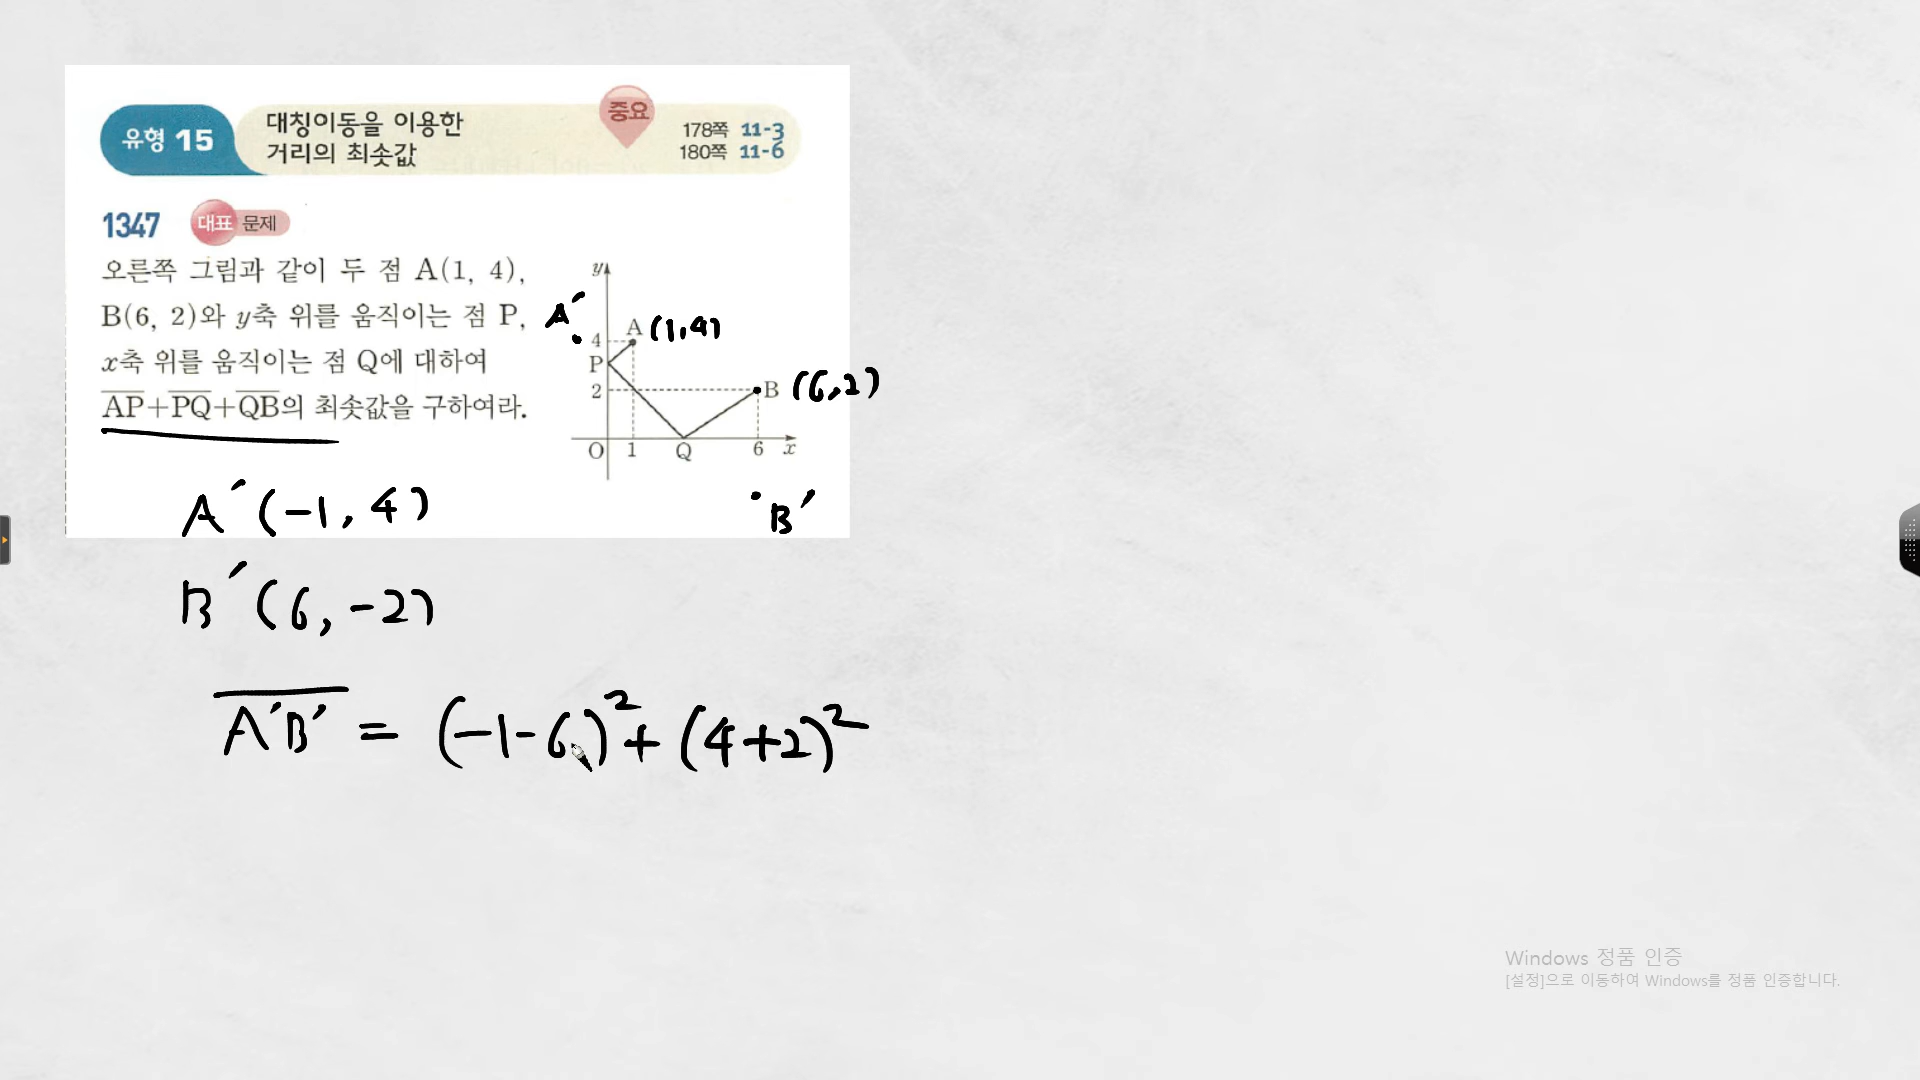 유형 15
대칭이동을 이용한
거리의 최솟값
중요
178쪽 11-3
180쪽 11-6
1347 대표 문제
오른쪽 그림과 같이 두 점 A(1, 4),
B(6, 2)와 y축 위를 움직이는 점 P,
x축 위를 움직이는 점 Q에 대하여
AP+PQ+QB의 최솟값을 구하여라.
y
A′
4
A (1,4)
P
2
B (6,2)
O 1 Q 6 x
B′
A′(-1, 4)
B′(6, -2)
A′B′ = (-1-6)²+(4+2)²
Windows 정품 인증
[설정]으로 이동하여 Windows를 정품 인증합니다.